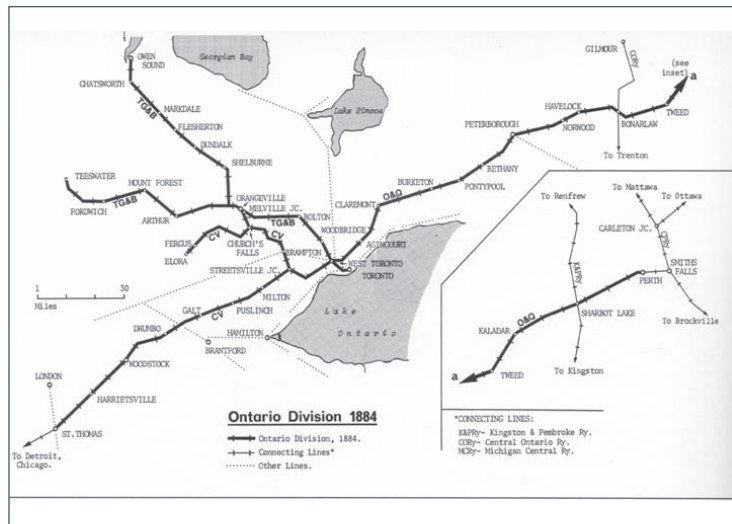 OWEN
SOUND
Georgian Bay
GILMOUR
CORy
(see
inset)
a
CHATSWORTH
TG&B
MARKDALE
FLESHERTON
DUNDALK
Lake Simcoe
PETERBOROUGH
HAVELOCK
NORWOOD
BONARLAW
TWEED
To Trenton
SHELBURNE
TEESWATER
MOUNT FOREST
FORDWICH
TG&B
ARTHUR
ORANGEVILLE
MELVILLE JC.
TG&B
BOLTON
WOODBRIDGE
CLAREMONT
O&Q
BURKETON
BETHANY
PONTYPOOL
AGINCOURT
FERGUS
CV
ELORA
CHURCH'S
FALLS
CV
BRAMPTON
STREETSVILLE JC.
WEST TORONTO
TORONTO
1
30
Miles
GALT
CV
PUSLINCH
MILTON
DRUMBO
HAMILTON
BRANTFORD
Lake
Ontario
WOODSTOCK
LONDON
HARRIETSVILLE
ST.THOMAS
To Detroit,
Chicago.
To Renfrew
To Mattawa
To Ottawa
CARLETON JC.
CPRy
K&PRy
SMITHS
FALLS
PERTH
To Brockville
O&Q
SHARBOT LAKE
KALADAR
To Kingston
a
TWEED
Ontario Division 1884
Ontario Division, 1884.
Connecting Lines*
Other Lines.
*CONNECTING LINES:
K&PRy- Kingston & Pembroke Ry.
CORy- Central Ontario Ry.
MCRy- Michigan Central Ry.